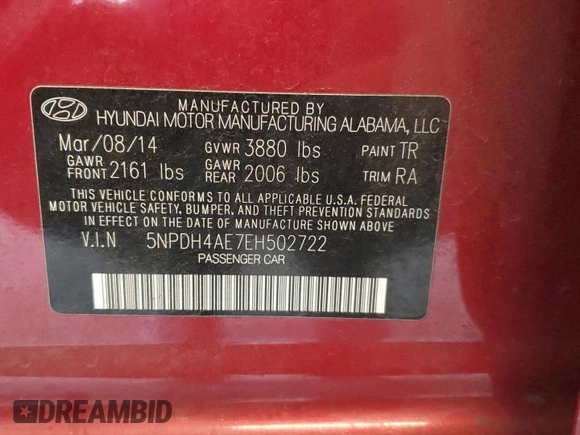 MANUFACTURED BY
HYUNDAI MOTOR MANUFACTURING ALABAMA, LLC
Mar/08/14 GVWR 3880 lbs PAINT TR
GAWR FRONT 2161 lbs GAWR REAR 2006 lbs TRIM RA
THIS VEHICLE CONFORMS TO ALL APPLICABLE U.S.A. FEDERAL
MOTOR VEHICLE SAFETY, BUMPER, AND THEFT PREVENTION STANDARDS
IN EFFECT ON THE DATE OF MANUFACTURE SHOWN ABOVE.
V.I.N 5NPDH4AE7EH502722
PASSENGER CAR
DREAMBID